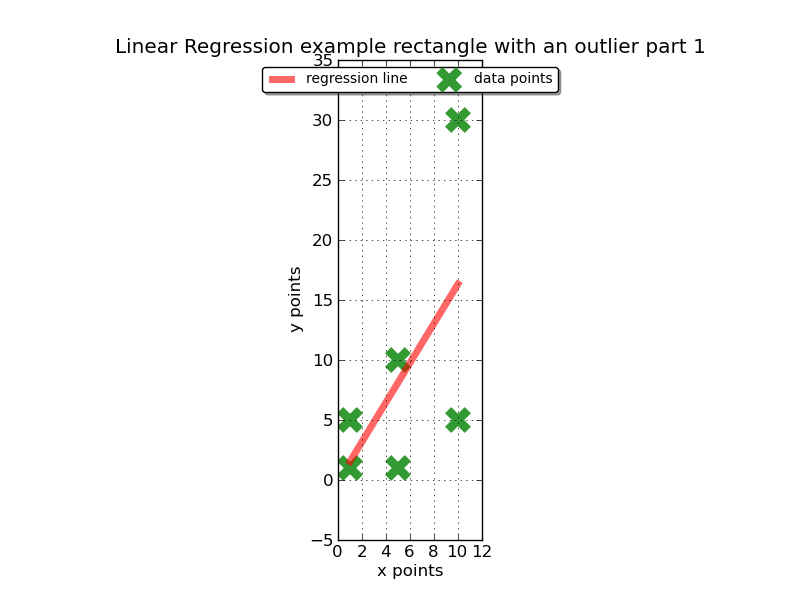 Linear Regression example rectangle with an outlier part 1
regression line data points
35
30
25
20
15
10
5
0
−5
0 2 4 6 8 10 12
y points
x points